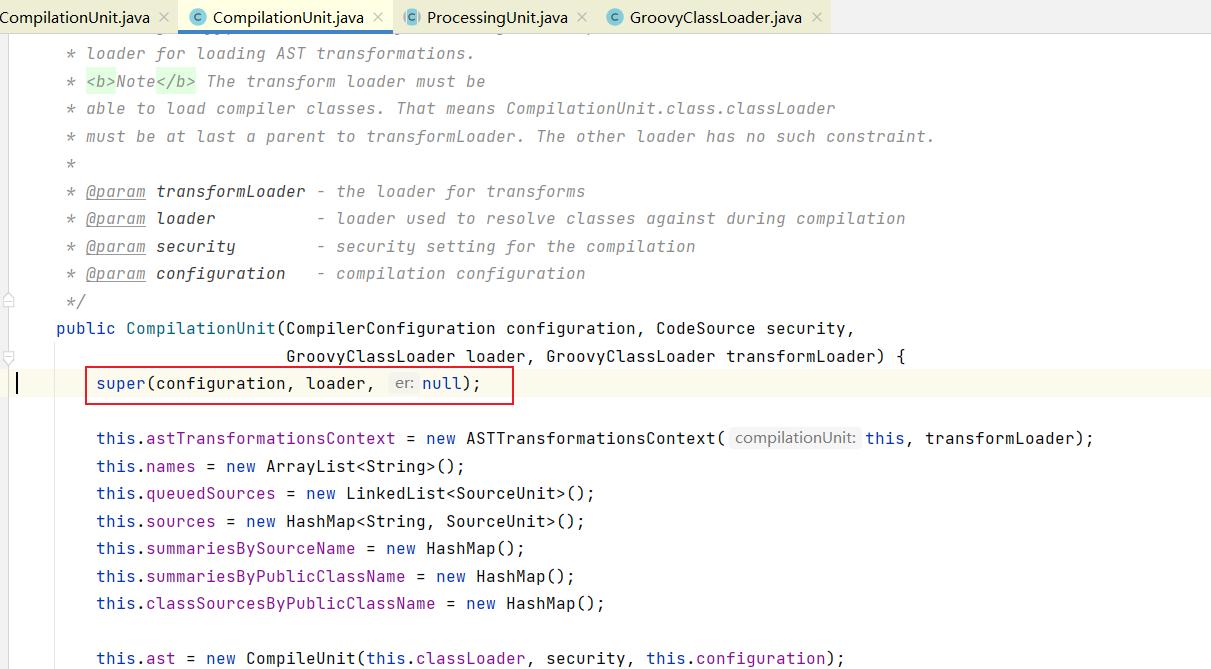 CompilationUnit.java × C CompilationUnit.java × C ProcessingUnit.java × C GroovyClassLoader.java ×
* loader for loading AST transformations.
* <b>Note</b> The transform loader must be
* able to load compiler classes. That means CompilationUnit.class.classLoader
* must be at last a parent to transformLoader. The other loader has no such constraint.
*
* @param transformLoader - the loader for transforms
* @param loader - loader used to resolve classes against during compilation
* @param security - security setting for the compilation
* @param configuration - compilation configuration
*/
public CompilationUnit(CompilerConfiguration configuration, CodeSource security,
GroovyClassLoader loader, GroovyClassLoader transformLoader) {
super(configuration, loader, er: null);
this.astTransformationsContext = new ASTTransformationsContext( compilationUnit: this, transformLoader);
this.names = new ArrayList<String>();
this.queuedSources = new LinkedList<SourceUnit>();
this.sources = new HashMap<String, SourceUnit>();
this.summariesBySourceName = new HashMap();
this.summariesByPublicClassName = new HashMap();
this.classSourcesByPublicClassName = new HashMap();
this.ast = new CompileUnit(this.classLoader, security, this.configuration);